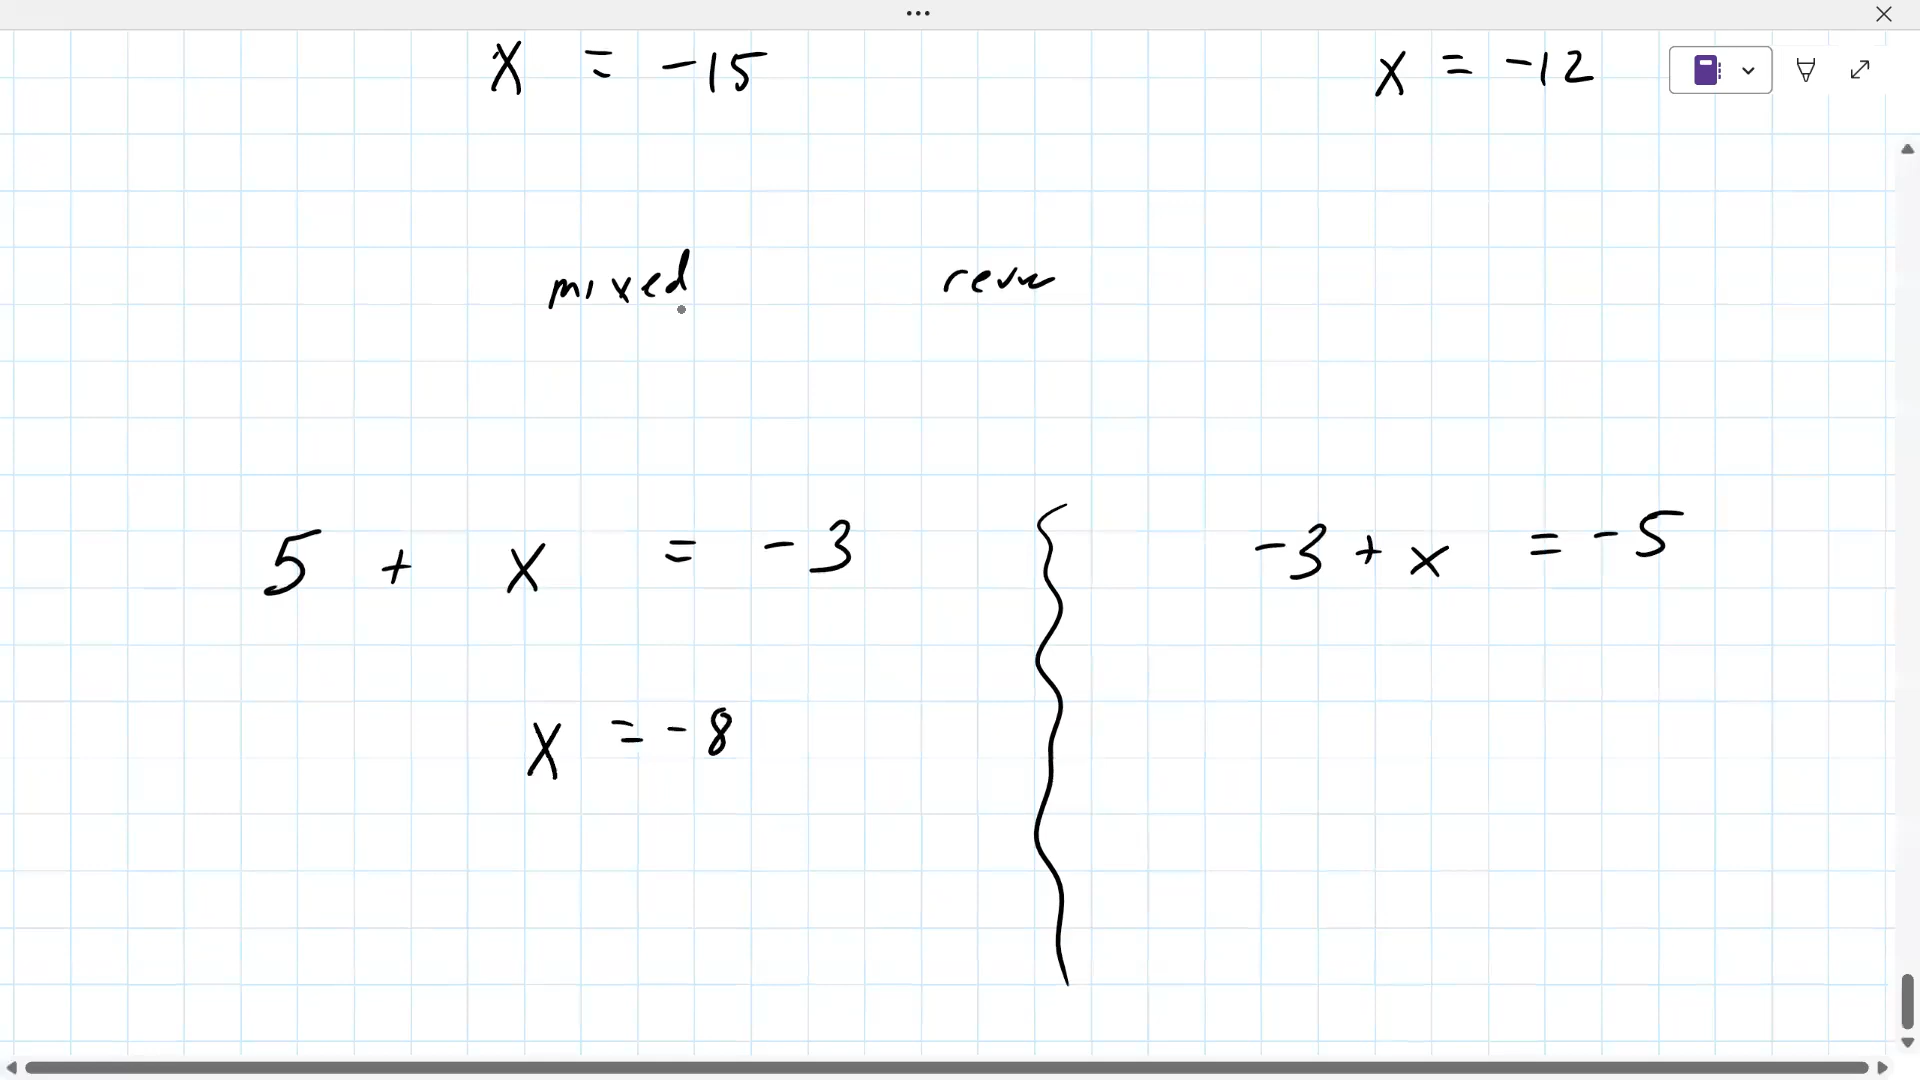 x = -15
x = -12
mixed
5 + x = -3
-3 + x = -5
x = -8